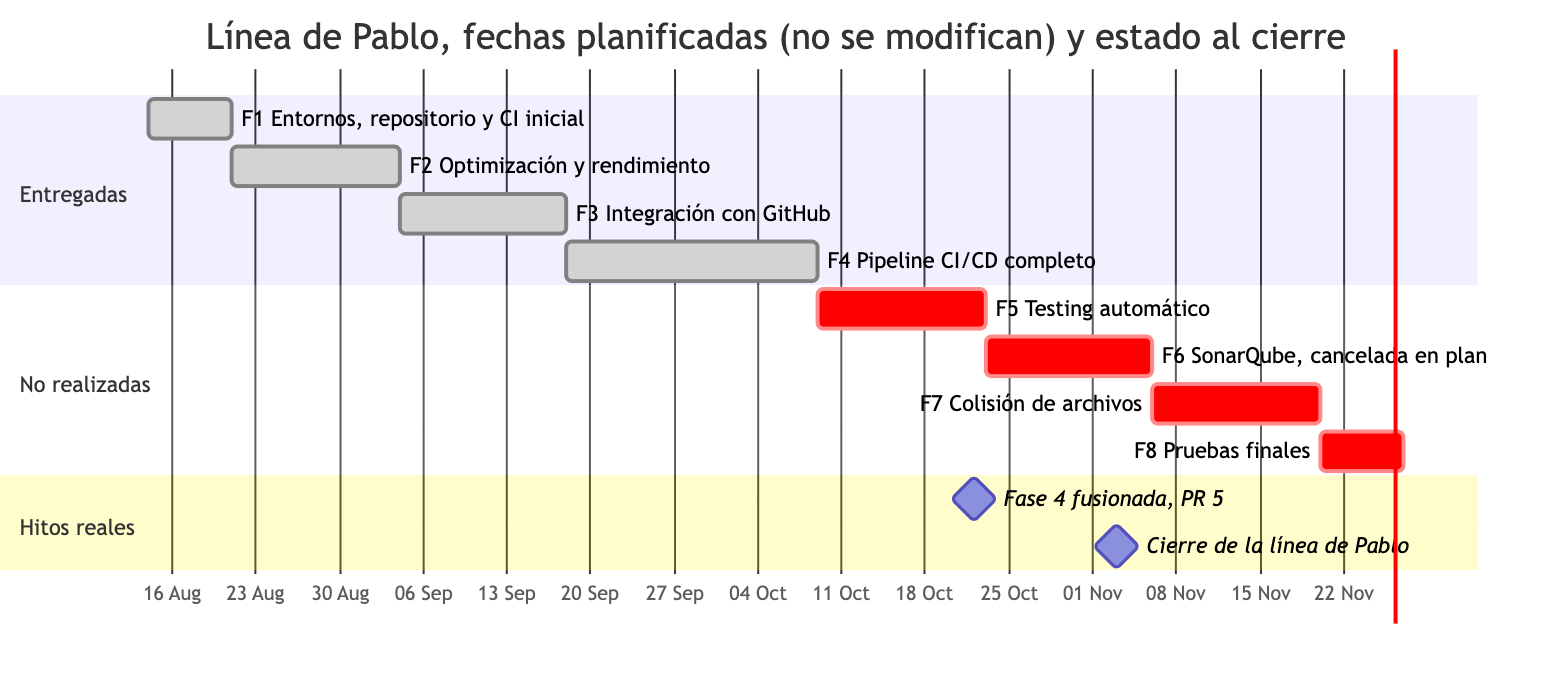 Línea de Pablo, fechas planificadas (no se modifican) y estado al cierre
Entregadas
F1 Entornos, repositorio y CI inicial
F2 Optimización y rendimiento
F3 Integración con GitHub
F4 Pipeline CI/CD completo
No realizadas
F5 Testing automático
F6 SonarQube, cancelada en plan
F7 Colisión de archivos
F8 Pruebas finales
Hitos reales
Fase 4 fusionada, PR 5
Cierre de la línea de Pablo
16 Aug 23 Aug 30 Aug 06 Sep 13 Sep 20 Sep 27 Sep 04 Oct 11 Oct 18 Oct 25 Oct 01 Nov 08 Nov 15 Nov 22 Nov